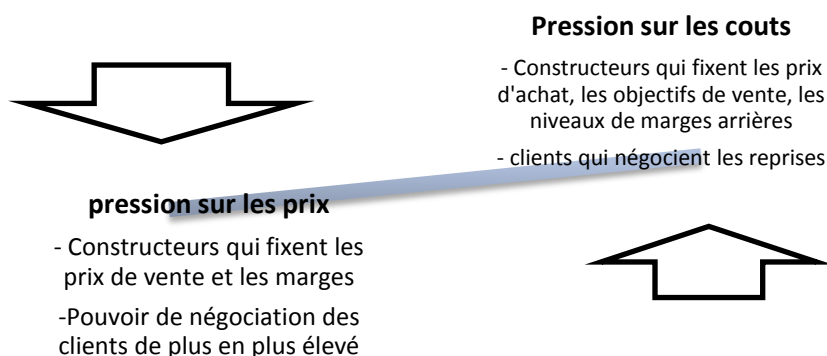 Pression sur les couts
- Constructeurs qui fixent les prix
d'achat, les objectifs de vente, les
niveaux de marges arrières
- clients qui négocient les reprises
pression sur les prix
- Constructeurs qui fixent les
prix de vente et les marges
-Pouvoir de négociation des
clients de plus en plus élevé